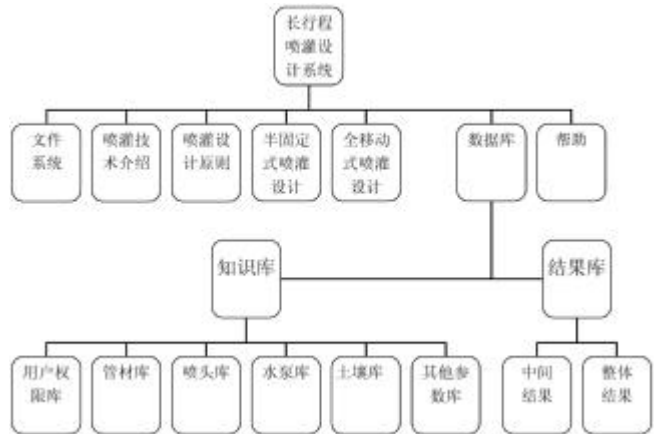 长行程
喷灌设
计系统
文件
系统
喷灌技
术介绍
喷灌设
计原则
半固定
式喷灌
设计
全移动
式喷灌
设计
数据库
帮助
知识库
结果库
用户权
限库
管材库
喷头库
水泵库
土壤库
其他参
数库
中间
结果
整体
结果